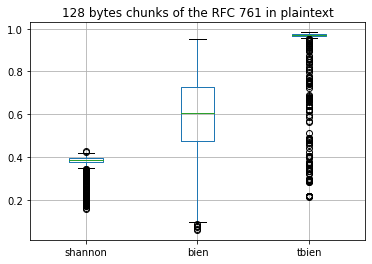 128 bytes chunks of the RFC 761 in plaintext
1.0
0.8
0.6
0.4
0.2
shannon bien tbien